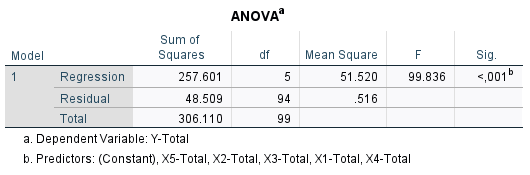 ANOVAa
Model Sum of Squares df Mean Square F Sig.
1 Regression 257.601 5 51.520 99.836 <,001b
Residual 48.509 94 .516
Total 306.110 99
a. Dependent Variable: Y-Total
b. Predictors: (Constant), X5-Total, X2-Total, X3-Total, X1-Total, X4-Total